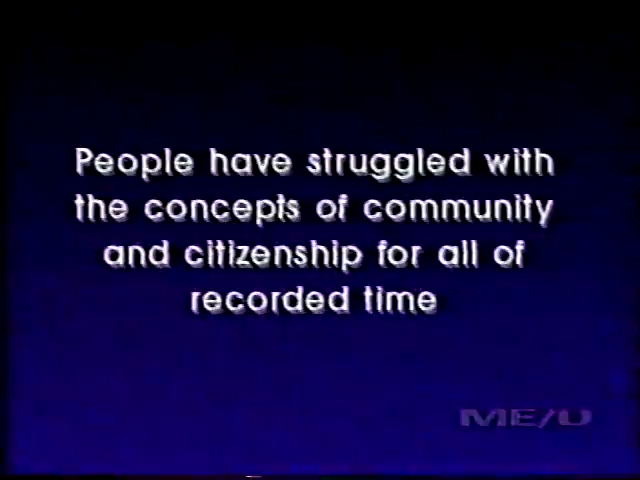 People have struggled with
the concepts of community
and citizenship for all of
recorded time
ME/U